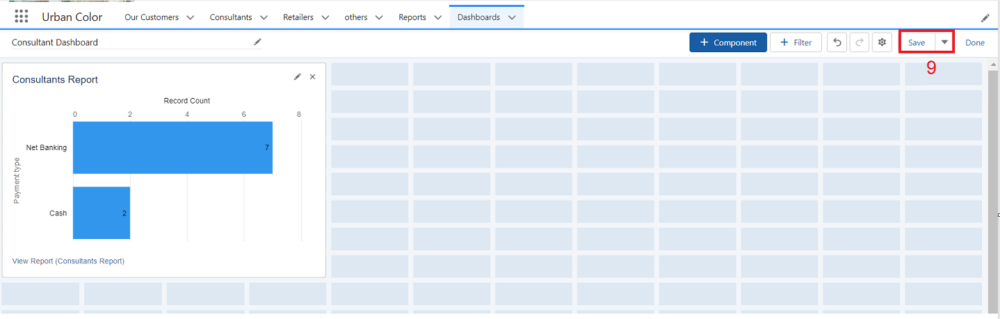 Urban Color Our Customers Consultants Retailers others Reports Dashboards
Consultant Dashboard + Component + Filter Save Done
9
Consultants Report
Record Count
0 2 4 6 8
Net Banking 7
Payment type
Cash 2
View Report (Consultants Report)